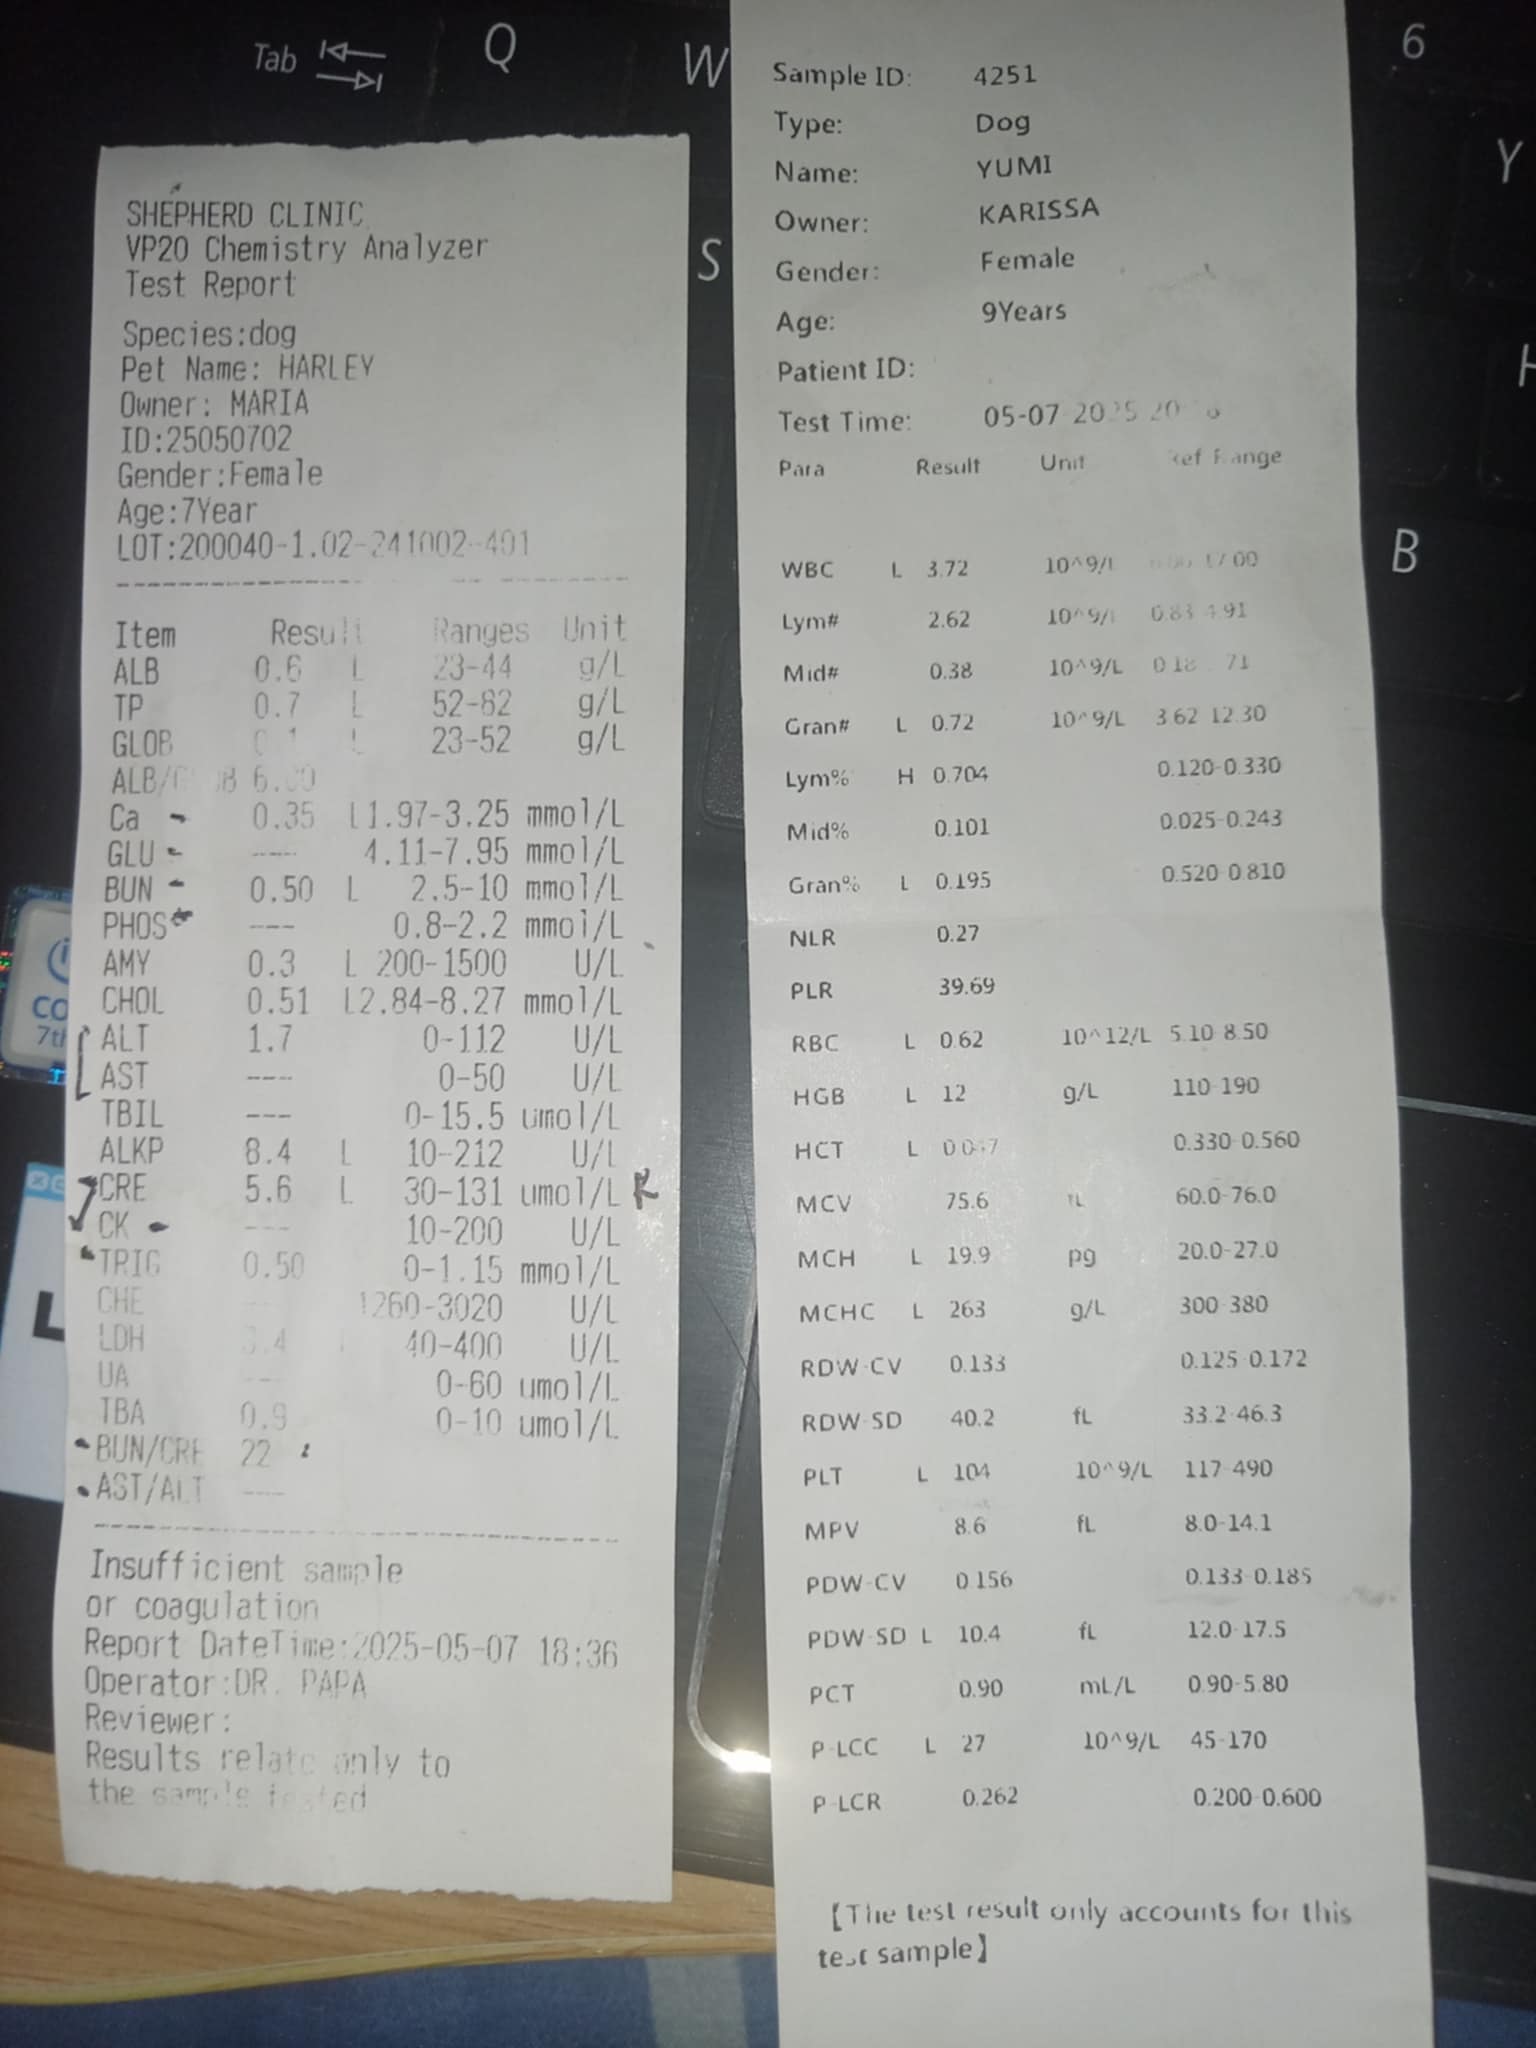 Tab
Q
W
6
S
Y
H
B
co
7th
L
SHEPHERD CLINIC
VP20 Chemistry Analyzer
Test Report
Species:dog
Pet Name: HARLEY
Owner: MARIA
ID:25050702
Gender:Female
Age:7Year
LOT:200040-1.02-241002-401
Item Result Ranges Unit
ALB 0.6 L 23-44 g/L
TP 0.7 L 52-82 g/L
GLOB 0.1 L 23-52 g/L
6.00
Ca 0.35 L1.97-3.25 mmol/L
GLU ---- 4.11-7.95 mmol/L
BUN 0.50 L 2.5-10 mmol/L
PHOS --- 0.8-2.2 mmol/L
AMY 0.3 L 200-1500 U/L
CHOL 0.51 L2.84-8.27 mmol/L
ALT 1.7 0-112 U/L
AST ---- 0-50 U/L
TBIL --- 0-15.5 umol/L
ALKP 8.4 L 10-212 U/L
CRE 5.6 L 30-131 umol/L R
CK --- 10-200 U/L
TRIG 0.50 0-1.15 mmol/L
CHE --- 1260-3020 U/L
LDH 40-400 U/L
UA --- 0-60 umol/L
TBA 0.9 0-10 umol/L
BUN/CRE 22
AST/ALT ----
Insufficient sample
or coagulation
Report DateTime:2025-05-07 18:36
Operator:DR. PAPA
Reviewer:
Results relate only to
the sample tested
Sample ID: 4251
Type: Dog
Name: YUMI
Owner: KARISSA
Gender: Female
Age: 9Years
Patient ID:
Test Time: 05-07-2025
Para Result Unit Ref Range
WBC L 3.72 10^9/L 17.00
Lym# 2.62 10^9/L 0.83-4.91
Mid# 0.38 10^9/L
Gran# L 0.72 10^9/L 3.62-12.30
Lym% H 0.704 0.120-0.330
Mid% 0.101 0.025-0.243
Gran% L 0.195 0.520-0.810
NLR 0.27
PLR 39.69
RBC L 0.62 10^12/L 5.10-8.50
HGB L 12 g/L 110-190
HCT L 0.330-0.560
MCV 75.6 fL 60.0-76.0
MCH L 19.9 pg 20.0-27.0
MCHC L 263 g/L 300-380
RDW-CV 0.133 0.125-0.172
RDW-SD 40.2 fL 33.2-46.3
PLT L 104 10^9/L 117-490
MPV 8.6 fL 8.0-14.1
PDW-CV 0.156 0.133-0.185
PDW-SD L 10.4 fL 12.0-17.5
PCT 0.90 mL/L 0.90-5.80
P-LCC L 27 10^9/L 45-170
P-LCR 0.262 0.200-0.600
【The test result only accounts for this
test sample】